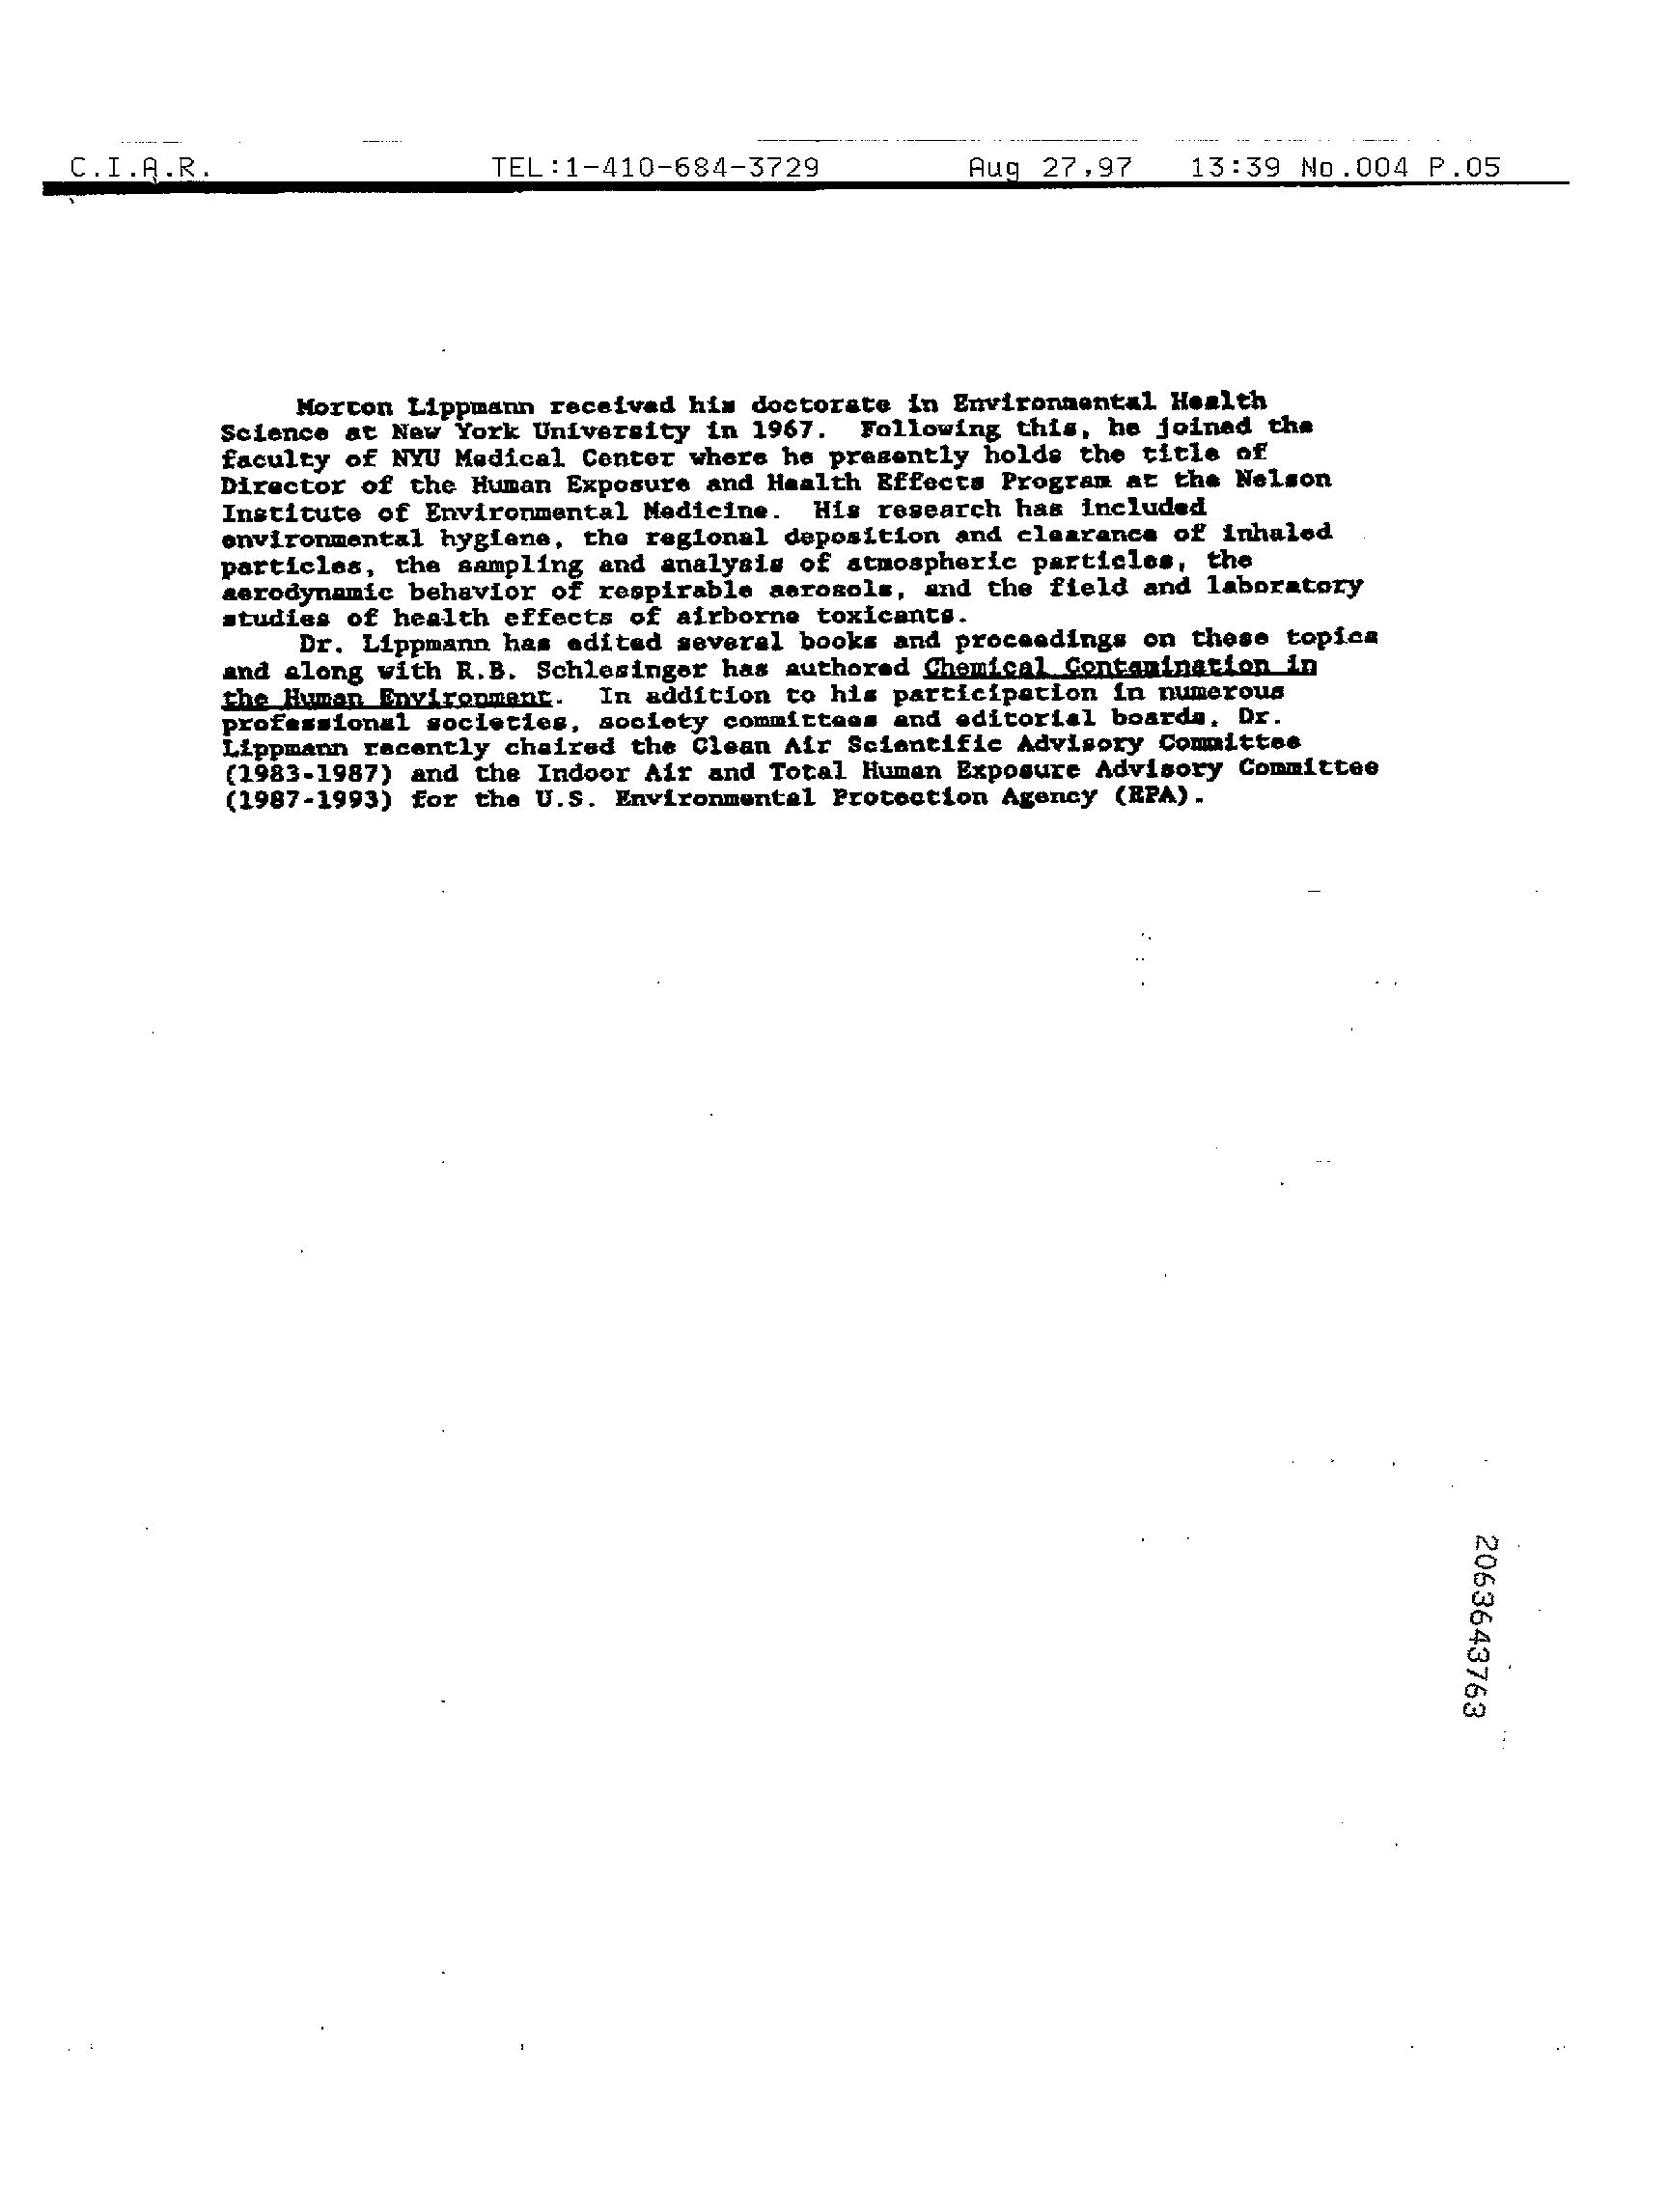 C.I.A.R. TEL:1-410-684-3729 Aug 27,97 13:39 No.004 P.05
Morton Lippmann received his doctorate in Environmental Health
Science at New York University in 1967. Following this, he joined the
faculty of NYU Medical Center where he presently holds the title of
Director of the Human Exposure and Health Effects Program at the Nelson
Institute of Environmental Medicine. His research has included
environmental hygiene, the regional deposition and clearance of inhaled
particles, the sampling and analysis of atmospheric particles, the
aerodynamic behavior of respirable aerosols, and the field and laboratory
studies of health effects of airborne toxicants.
Dr. Lippmann has edited several books and proceedings on these topics
and along with R.B. Schlesinger has authored Chemical Contamination in
the Human Environment. In addition to his participation in numerous
professional societies, society committees and editorial boards, Dr.
Lippmann recently chaired the Clean Air Scientific Advisory Committee
(1983-1987) and the Indoor Air and Total Human Exposure Advisory Committee
(1987-1993) for the U.S. Environmental Protection Agency (EPA).
2063643763